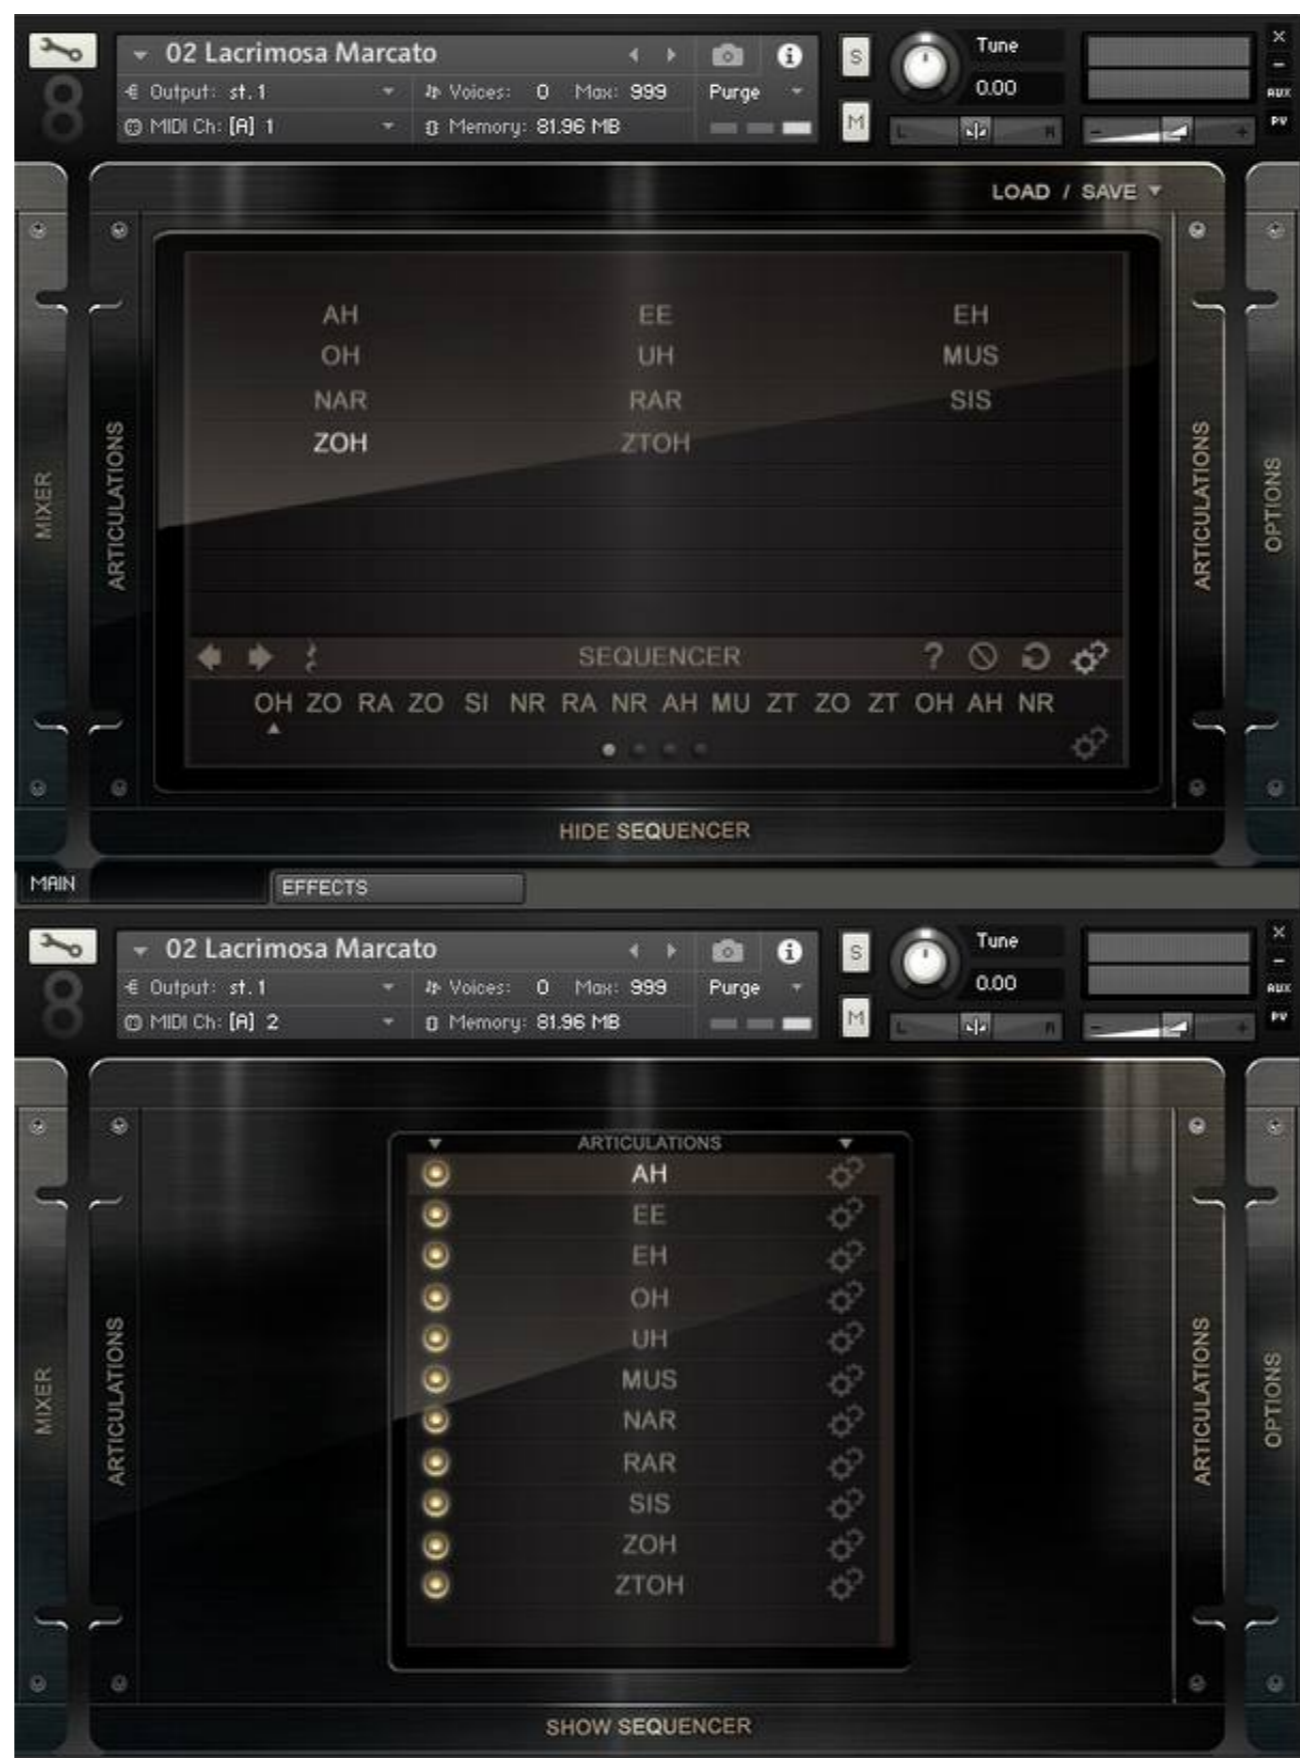 02 Lacrimosa Marcato
Output: st.1 Voices: 0 Max: 999 Purge
MIDI Ch: [A] 1 Memory: 81.96 MB
S
M
Tune
0.00
L R
- +
×
-
AUX
PV
8
LOAD / SAVE
MIXER
ARTICULATIONS
AH EE EH
OH UH MUS
NAR RAR SIS
ZOH ZTOH
SEQUENCER ?
OH ZO RA ZO SI NR RA NR AH MU ZT ZO ZT OH AH NR
ARTICULATIONS
OPTIONS
HIDE SEQUENCER
MAIN EFFECTS
02 Lacrimosa Marcato
Output: st.1 Voices: 0 Max: 999 Purge
MIDI Ch: [A] 2 Memory: 81.96 MB
S
M
Tune
0.00
L R
- +
×
-
AUX
PV
8
MIXER
ARTICULATIONS
ARTICULATIONS
AH
EE
EH
OH
UH
MUS
NAR
RAR
SIS
ZOH
ZTOH
ARTICULATIONS
OPTIONS
SHOW SEQUENCER